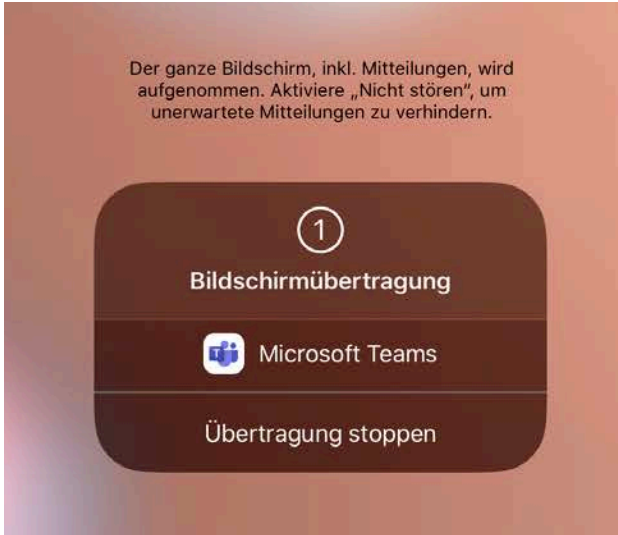 Der ganze Bildschirm, inkl. Mitteilungen, wird
aufgenommen. Aktiviere „Nicht stören“, um
unerwartete Mitteilungen zu verhindern.
1
Bildschirmübertragung
Microsoft Teams
Übertragung stoppen